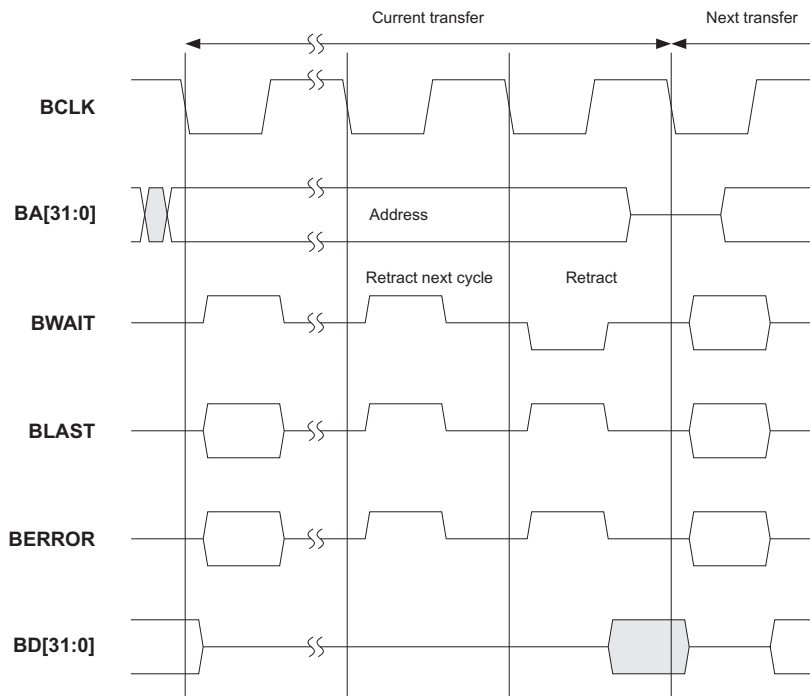 Current transfer
Next transfer
BCLK
BA[31:0]
Address
Retract next cycle
Retract
BWAIT
BLAST
BERROR
BD[31:0]